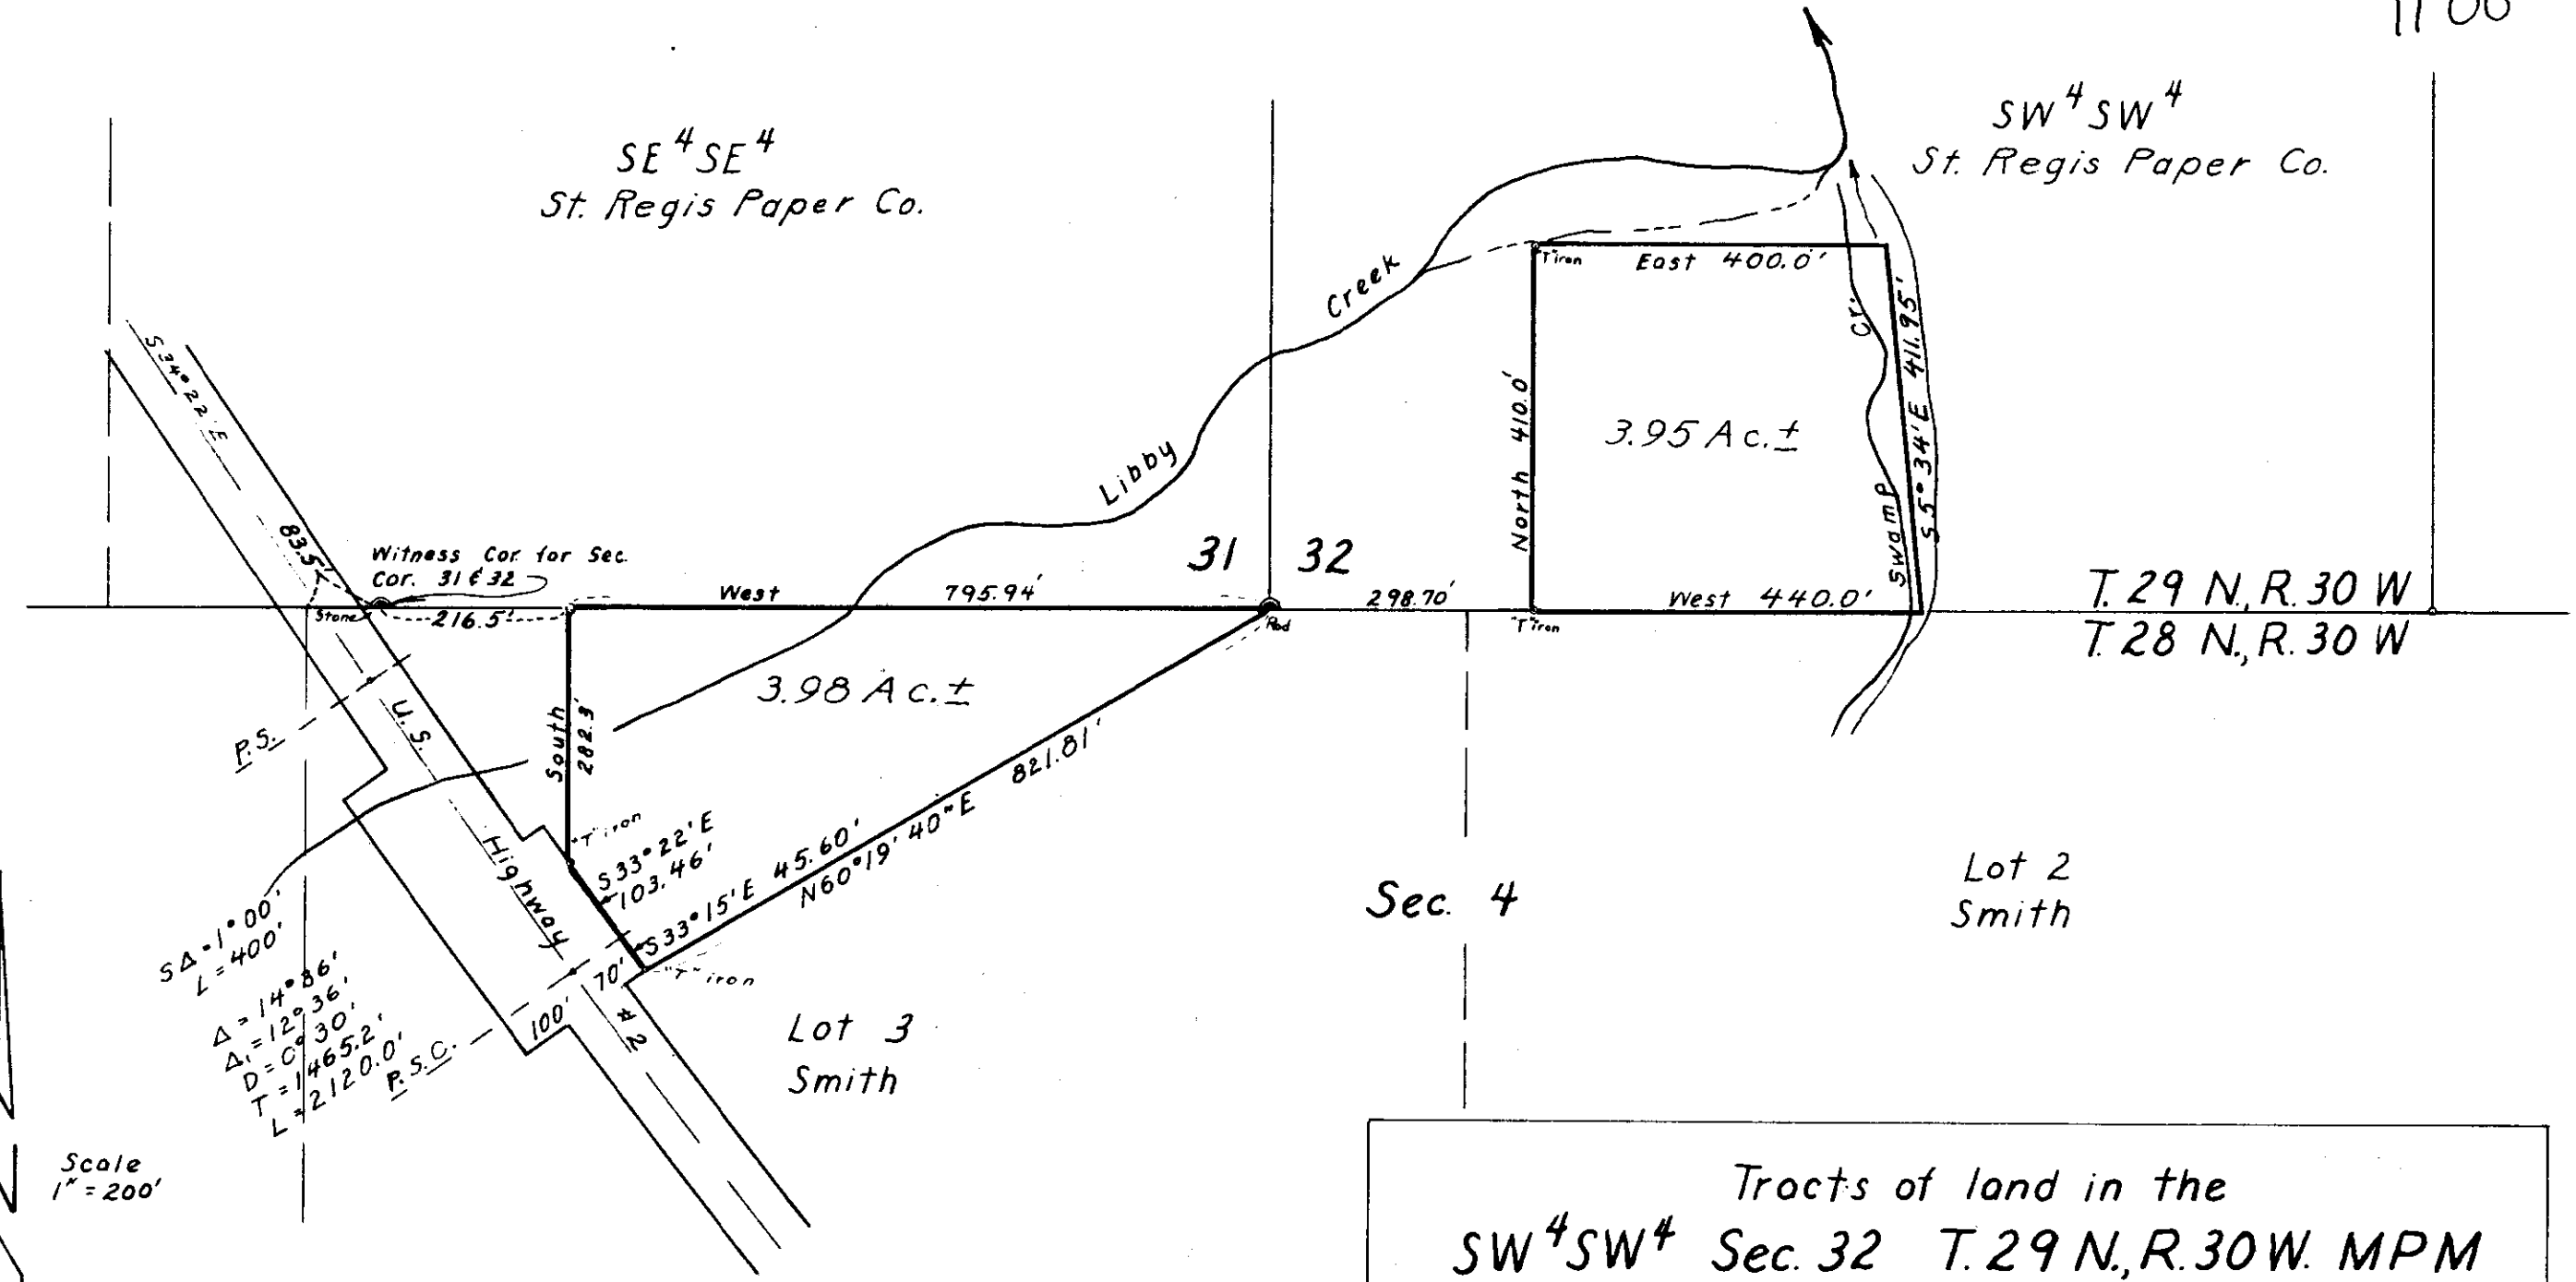 1100
SE⁴SE⁴
St. Regis Paper Co.
SW⁴SW⁴
St. Regis Paper Co.
"T" iron
East 400.0'
Creek
Libby
S 34° 22' E
83.5'
Witness Cor. for Sec.
Cor. 31 & 32
Stone
216.5'
West 795.94'
31 32
Rod
298.70'
North 410.0'
3.95 Ac.±
Swamp Cr.
S 5° 34' E 411.95'
"T" iron
West 440.0'
T. 29 N., R. 30 W
T. 28 N., R. 30 W
P.S.
U. S. Highway #2
South
282.3'
3.98 Ac.±
"T" iron
S33°22'E
103.46'
S33°15'E 45.60'
N60°19'40"E 821.81'
"T" iron
70'
100'
P.S.C.
S Δ = 1°00'
L = 400'
Δ = 14°86'
Δ, = 12°36'
D = 0°30'
T = 1465.2'
L = 2120.0'
Lot 3
Smith
Sec. 4
Lot 2
Smith
Scale
1" = 200'
Tracts of land in the
SW⁴SW⁴ Sec. 32 T. 29 N., R. 30 W. MPM